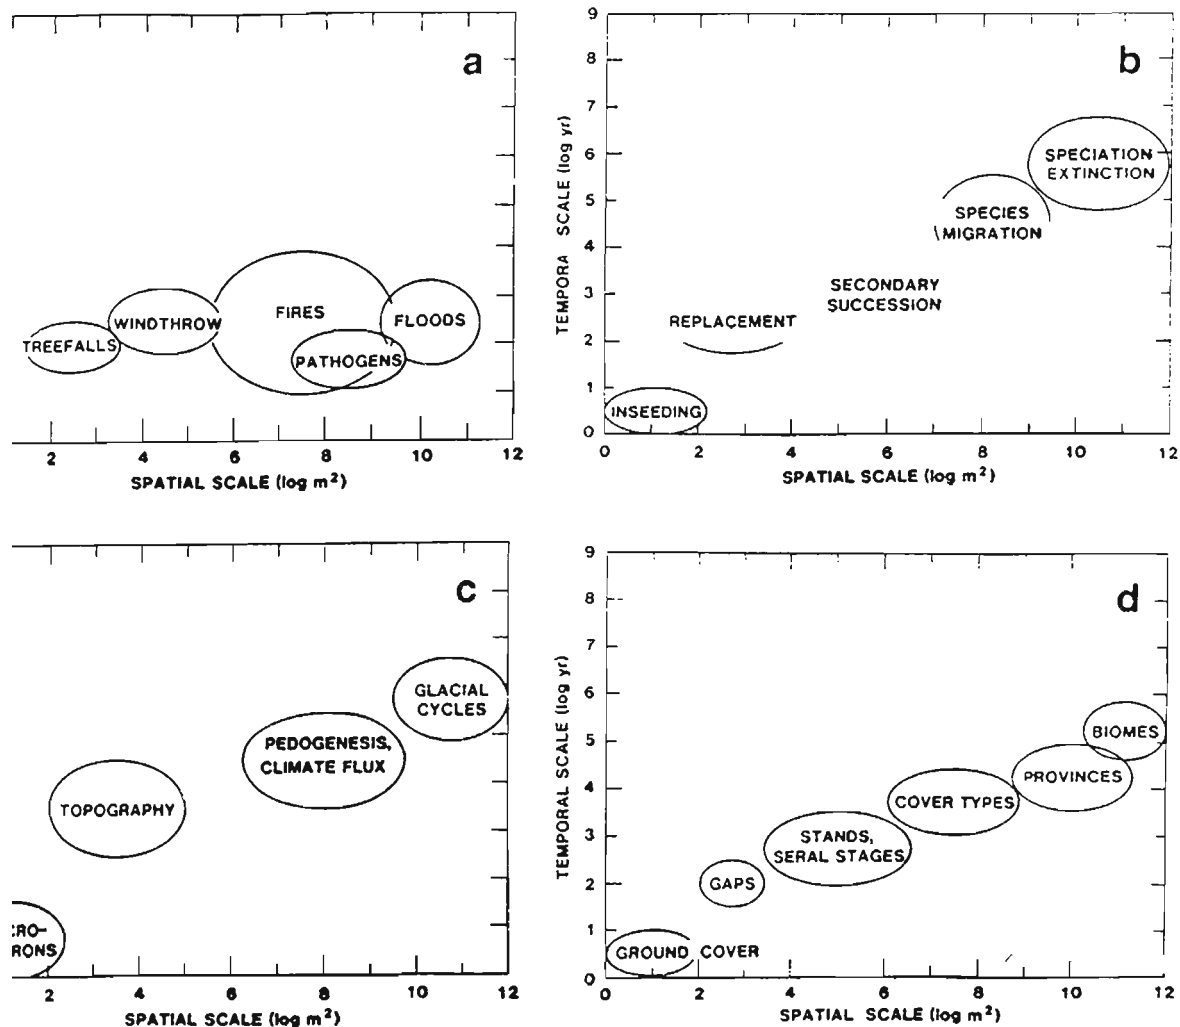 a
TREEFALLS
WINDTHROW
FIRES
PATHOGENS
FLOODS
2 4 6 8 10 12
SPATIAL SCALE (log m²)
b
9
8
7
6
5
4
3
2
1
0
TEMPORA SCALE (log yr)
SPECIATION
EXTINCTION
SPECIES
MIGRATION
SECONDARY
SUCCESSION
REPLACEMENT
INSEEDING
0 2 4 6 8 10 12
SPATIAL SCALE (log m²)
c
GLACIAL
CYCLES
PEDOGENESIS,
CLIMATE FLUX
TOPOGRAPHY
CRO-
RONS
2 4 6 8 10 12
SPATIAL SCALE (log m²)
d
9
8
7
6
5
4
3
2
1
0
TEMPORAL SCALE (log yr)
BIOMES
PROVINCES
COVER TYPES
STANDS,
SERAL STAGES
GAPS
GROUND COVER
0 2 4 6 8 10 12
SPATIAL SCALE (log m²)